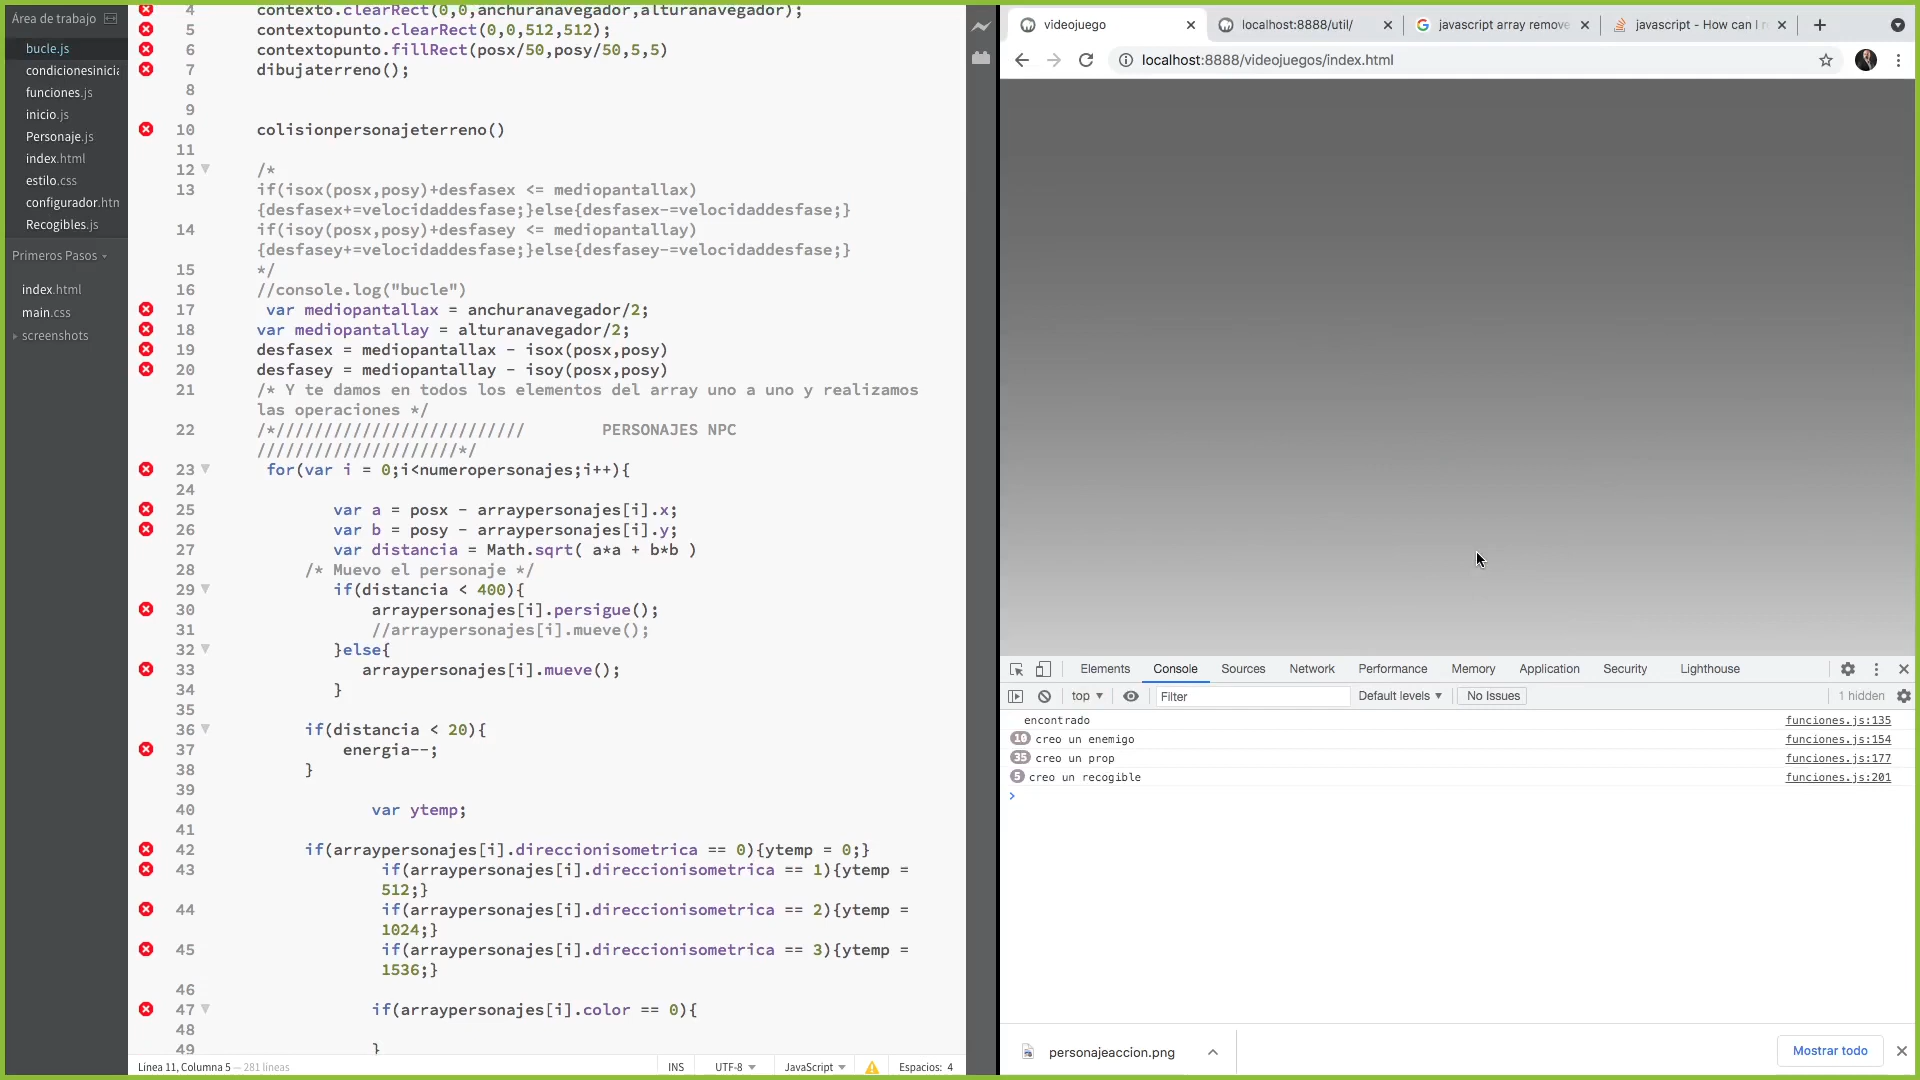 Área de trabajo
bucle.js
condicionesinicia
funciones.js
inicio.js
Personaje.js
index.html
estilo.css
configurador.htn
Recogibles.js
Primeros Pasos
index.html
main.css
screenshots
4 contexto.clearRect(0,0,anchuranavegador,alturanavegador);
5 contextopunto.clearRect(0,0,512,512);
6 contextopunto.fillRect(posx/50,posy/50,5,5)
7 dibujaterreno();
8
9
10 colisionpersonajeterreno()
11
12 /*
13 if(isox(posx,posy)+desfasex <= mediopantallax)
{desfasex+=velocidaddesfase;}else{desfasex-=velocidaddesfase;}
14 if(isoy(posx,posy)+desfasey <= mediopantallay)
{desfasey+=velocidaddesfase;}else{desfasey-=velocidaddesfase;}
15 */
16 //console.log("bucle")
17 var mediopantallax = anchuranavegador/2;
18 var mediopantallay = alturanavegador/2;
19 desfasex = mediopantallax - isox(posx,posy)
20 desfasey = mediopantallay - isoy(posx,posy)
21 /* Y te damos en todos los elementos del array uno a uno y realizamos
las operaciones */
22 /*////////////////////////// PERSONAJES NPC
/////////////////////*/
23 for(var i = 0;i<numeropersonajes;i++){
24
25 var a = posx - arraypersonajes[i].x;
26 var b = posy - arraypersonajes[i].y;
27 var distancia = Math.sqrt( a*a + b*b )
28 /* Muevo el personaje */
29 if(distancia < 400){
30 arraypersonajes[i].persigue();
31 //arraypersonajes[i].mueve();
32 }else{
33 arraypersonajes[i].mueve();
34 }
35
36 if(distancia < 20){
37 energia--;
38 }
39
40 var ytemp;
41
42 if(arraypersonajes[i].direccionisometrica == 0){ytemp = 0;}
43 if(arraypersonajes[i].direccionisometrica == 1){ytemp =
512;}
44 if(arraypersonajes[i].direccionisometrica == 2){ytemp =
1024;}
45 if(arraypersonajes[i].direccionisometrica == 3){ytemp =
1536;}
46
47 if(arraypersonajes[i].color == 0){
48
49 }
Línea 11, Columna 5 — 281 líneas
INS UTF-8 JavaScript Espacios: 4
videojuego
localhost:8888/util/
javascript array remove
javascript - How can I r
localhost:8888/videojuegos/index.html
Elements Console Sources Network Performance Memory Application Security Lighthouse
top Filter Default levels No Issues 1 hidden
encontrado funciones.js:135
10 creo un enemigo funciones.js:154
35 creo un prop funciones.js:177
5 creo un recogible funciones.js:201
personajeaccion.png
Mostrar todo